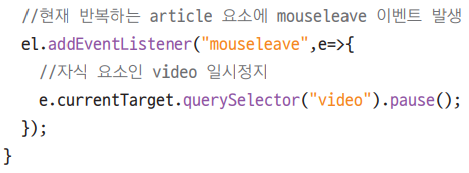 //현재 반복하는 article 요소에 mouseleave 이벤트 발생
el.addEventListener("mouseleave",e=>{
//자식 요소인 video 일시정지
e.currentTarget.querySelector("video").pause();
});
}